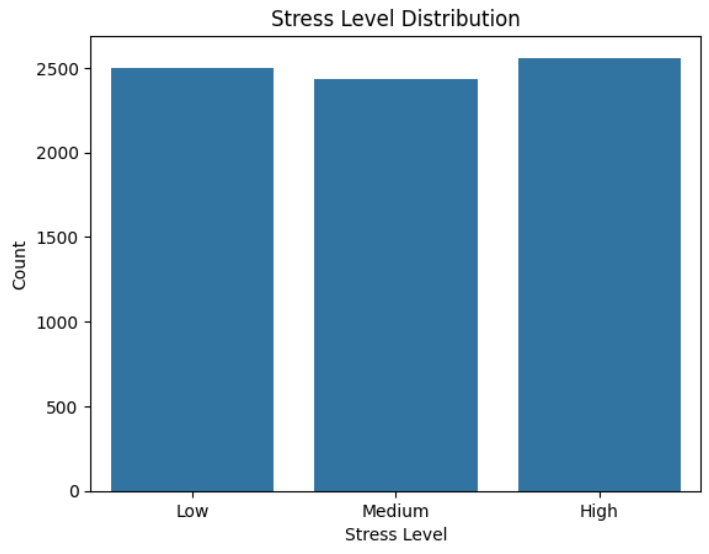 Stress Level Distribution
2500
2000
1500
1000
500
0
Count
Low Medium High
Stress Level